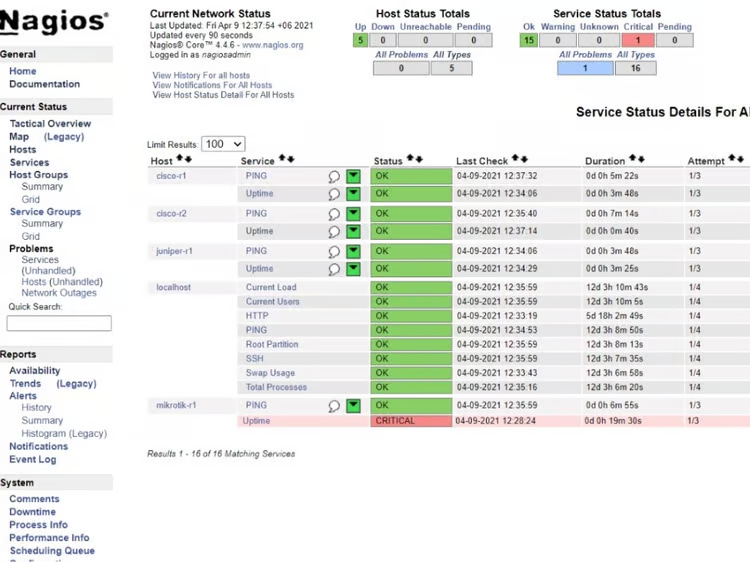 Nagios®
General
Home
Documentation
Current Status
Tactical Overview
Map (Legacy)
Hosts
Services
Host Groups
Summary
Grid
Service Groups
Summary
Grid
Problems
Services
(Unhandled)
Hosts (Unhandled)
Network Outages
Quick Search:
Reports
Availability
Trends (Legacy)
Alerts
History
Summary
Histogram (Legacy)
Notifications
Event Log
System
Comments
Downtime
Process Info
Performance Info
Scheduling Queue
Current Network Status
Last Updated: Fri Apr 9 12:37:54 +06 2021
Updated every 90 seconds
Nagios® Core™ 4.4.6 - www.nagios.org
Logged in as nagiosadmin
View History For all hosts
View Notifications For All Hosts
View Host Status Detail For All Hosts
Host Status Totals
Up Down Unreachable Pending
5 0 0 0
All Problems All Types
0 5
Service Status Totals
Ok Warning Unknown Critical Pending
15 0 0 1 0
All Problems All Types
1 16
Service Status Details For Al
Limit Results: 100
Host Service Status Last Check Duration Attempt
cisco-r1 PING OK 04-09-2021 12:37:32 0d 0h 5m 22s 1/3
Uptime OK 04-09-2021 12:34:06 0d 0h 3m 48s 1/3
cisco-r2 PING OK 04-09-2021 12:35:40 0d 0h 7m 14s 1/3
Uptime OK 04-09-2021 12:37:14 0d 0h 0m 40s 1/3
juniper-r1 PING OK 04-09-2021 12:34:06 0d 0h 3m 48s 1/3
Uptime OK 04-09-2021 12:34:29 0d 0h 3m 25s 1/3
localhost Current Load OK 04-09-2021 12:35:59 12d 3h 10m 43s 1/4
Current Users OK 04-09-2021 12:35:59 12d 3h 10m 5s 1/4
HTTP OK 04-09-2021 12:33:19 5d 18h 2m 49s 1/4
PING OK 04-09-2021 12:34:53 12d 3h 8m 50s 1/4
Root Partition OK 04-09-2021 12:35:59 12d 3h 8m 13s 1/4
SSH OK 04-09-2021 12:35:59 12d 3h 7m 35s 1/4
Swap Usage OK 04-09-2021 12:33:43 12d 3h 6m 58s 1/4
Total Processes OK 04-09-2021 12:35:16 12d 3h 6m 20s 1/4
mikrotik-r1 PING OK 04-09-2021 12:35:59 0d 0h 6m 55s 1/3
Uptime CRITICAL 04-09-2021 12:28:24 0d 0h 19m 30s 1/3
Results 1 - 16 of 16 Matching Services